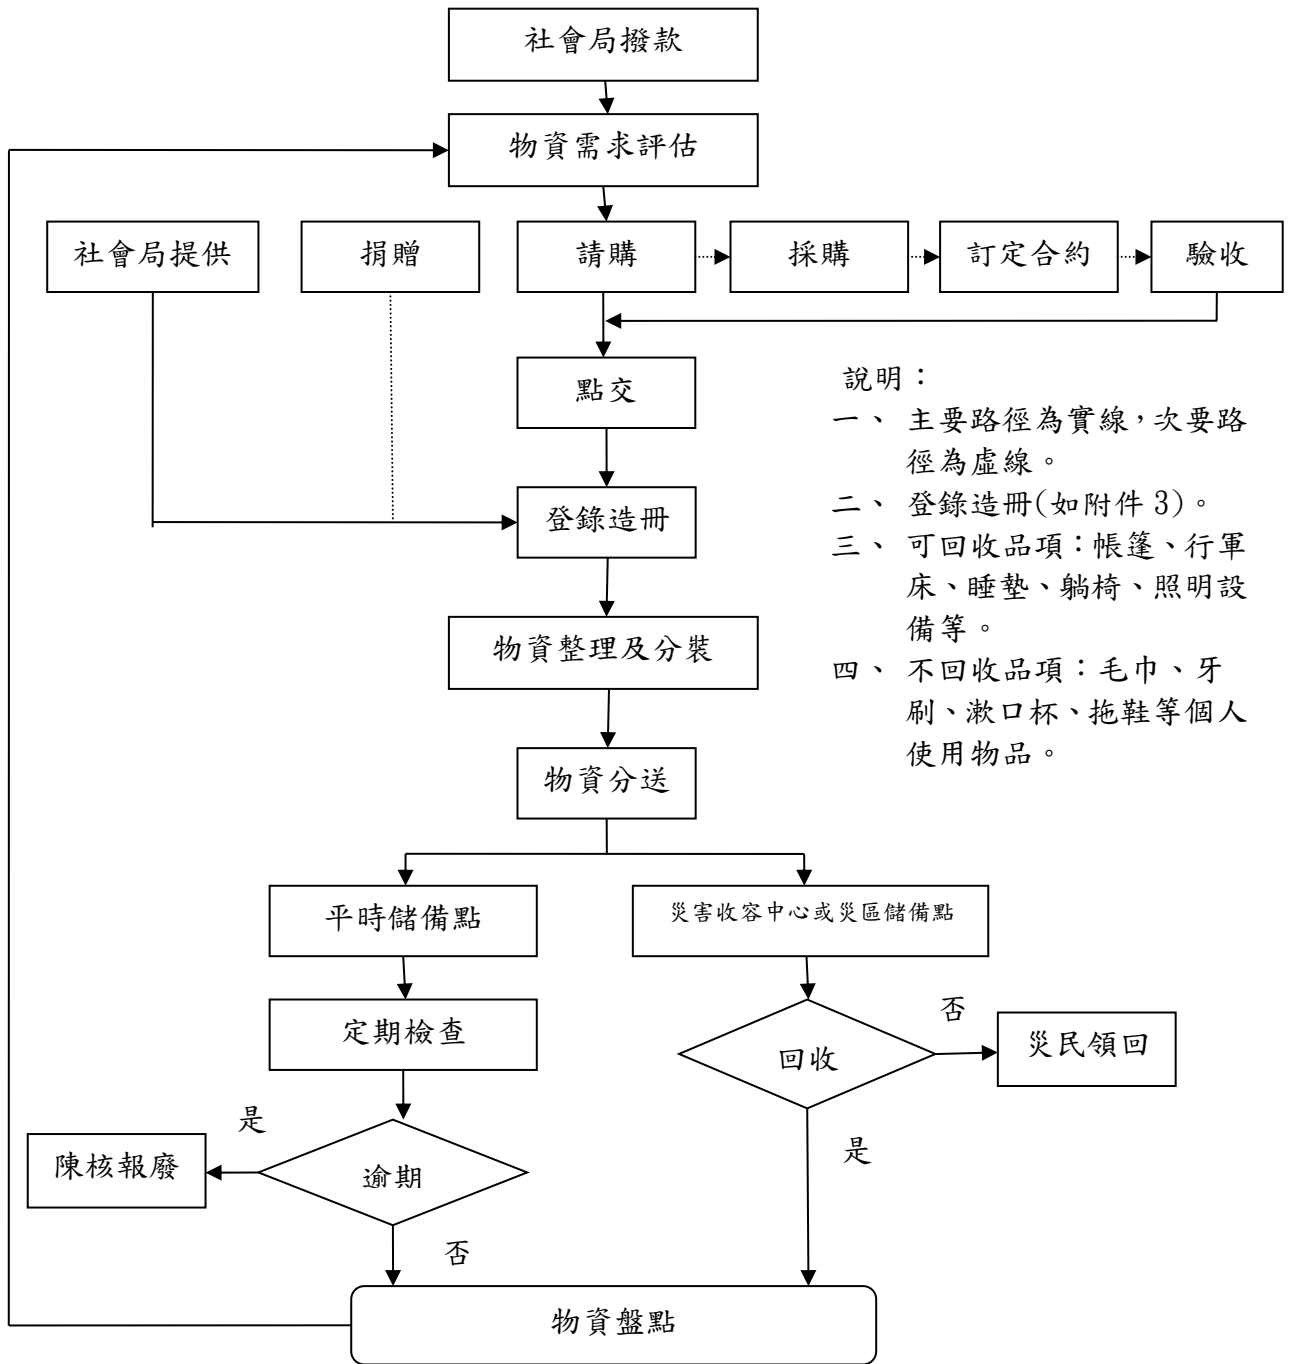 社會局撥款
物資需求評估
社會局提供
捐贈
請購
採購
訂定合約
驗收
點交
說明：
一、 主要路徑為實線，次要路
徑為虛線。
二、 登錄造冊(如附件 3)。
三、 可回收品項：帳篷、行軍
床、睡墊、躺椅、照明設
備等。
四、 不回收品項：毛巾、牙
刷、漱口杯、拖鞋等個人
使用物品。
登錄造冊
物資整理及分裝
物資分送
平時儲備點
災害收容中心或災區儲備點
定期檢查
回收
否
災民領回
是
陳核報廢
逾期
是
否
物資盤點